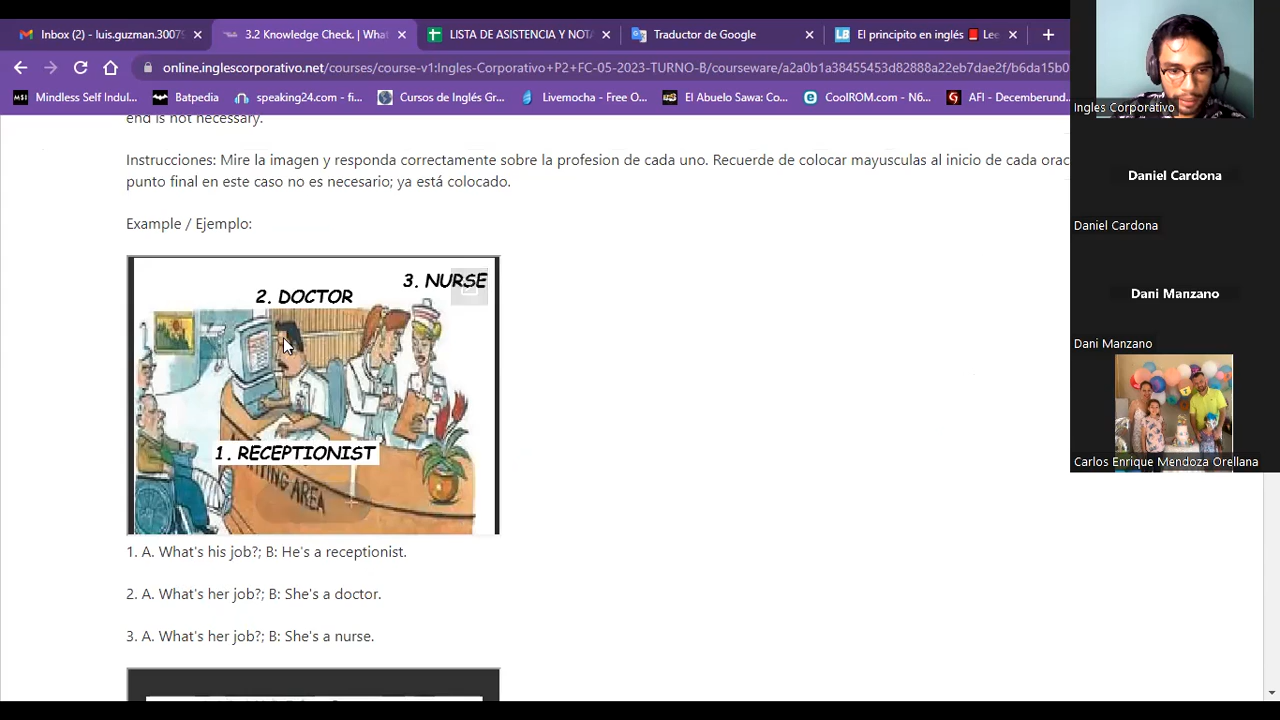 Inbox (2) - luis.guzman.3007
3.2 Knowledge Check. | What
LISTA DE ASISTENCIA Y NOTA
Traductor de Google
El principito en inglés
Lee
online.inglescorporativo.net/courses/course-v1:Ingles-Corporativo+P2+FC-05-2023-TURNO-B/courseware/a2a0b1a38455453d82888a22eb7dae2f/b6da15b0
Mindless Self Indul...
Batpedia
speaking24.com - fi...
Cursos de Inglés Gr...
Livemocha - Free O...
El Abuelo Sawa: Co...
CoolROM.com - N6...
AFI - Decemberund...
end is not necessary.
Instrucciones: Mire la imagen y responda correctamente sobre la profesion de cada uno. Recuerde de colocar mayusculas al inicio de cada orac
punto final en este caso no es necesario; ya está colocado.
Example / Ejemplo:
3. NURSE
2. DOCTOR
1. RECEPTIONIST
WAITING AREA
1. A. What's his job?; B: He's a receptionist.
2. A. What's her job?; B: She's a doctor.
3. A. What's her job?; B: She's a nurse.
Ingles Corporativo
Daniel Cardona
Daniel Cardona
Dani Manzano
Dani Manzano
Carlos Enrique Mendoza Orellana